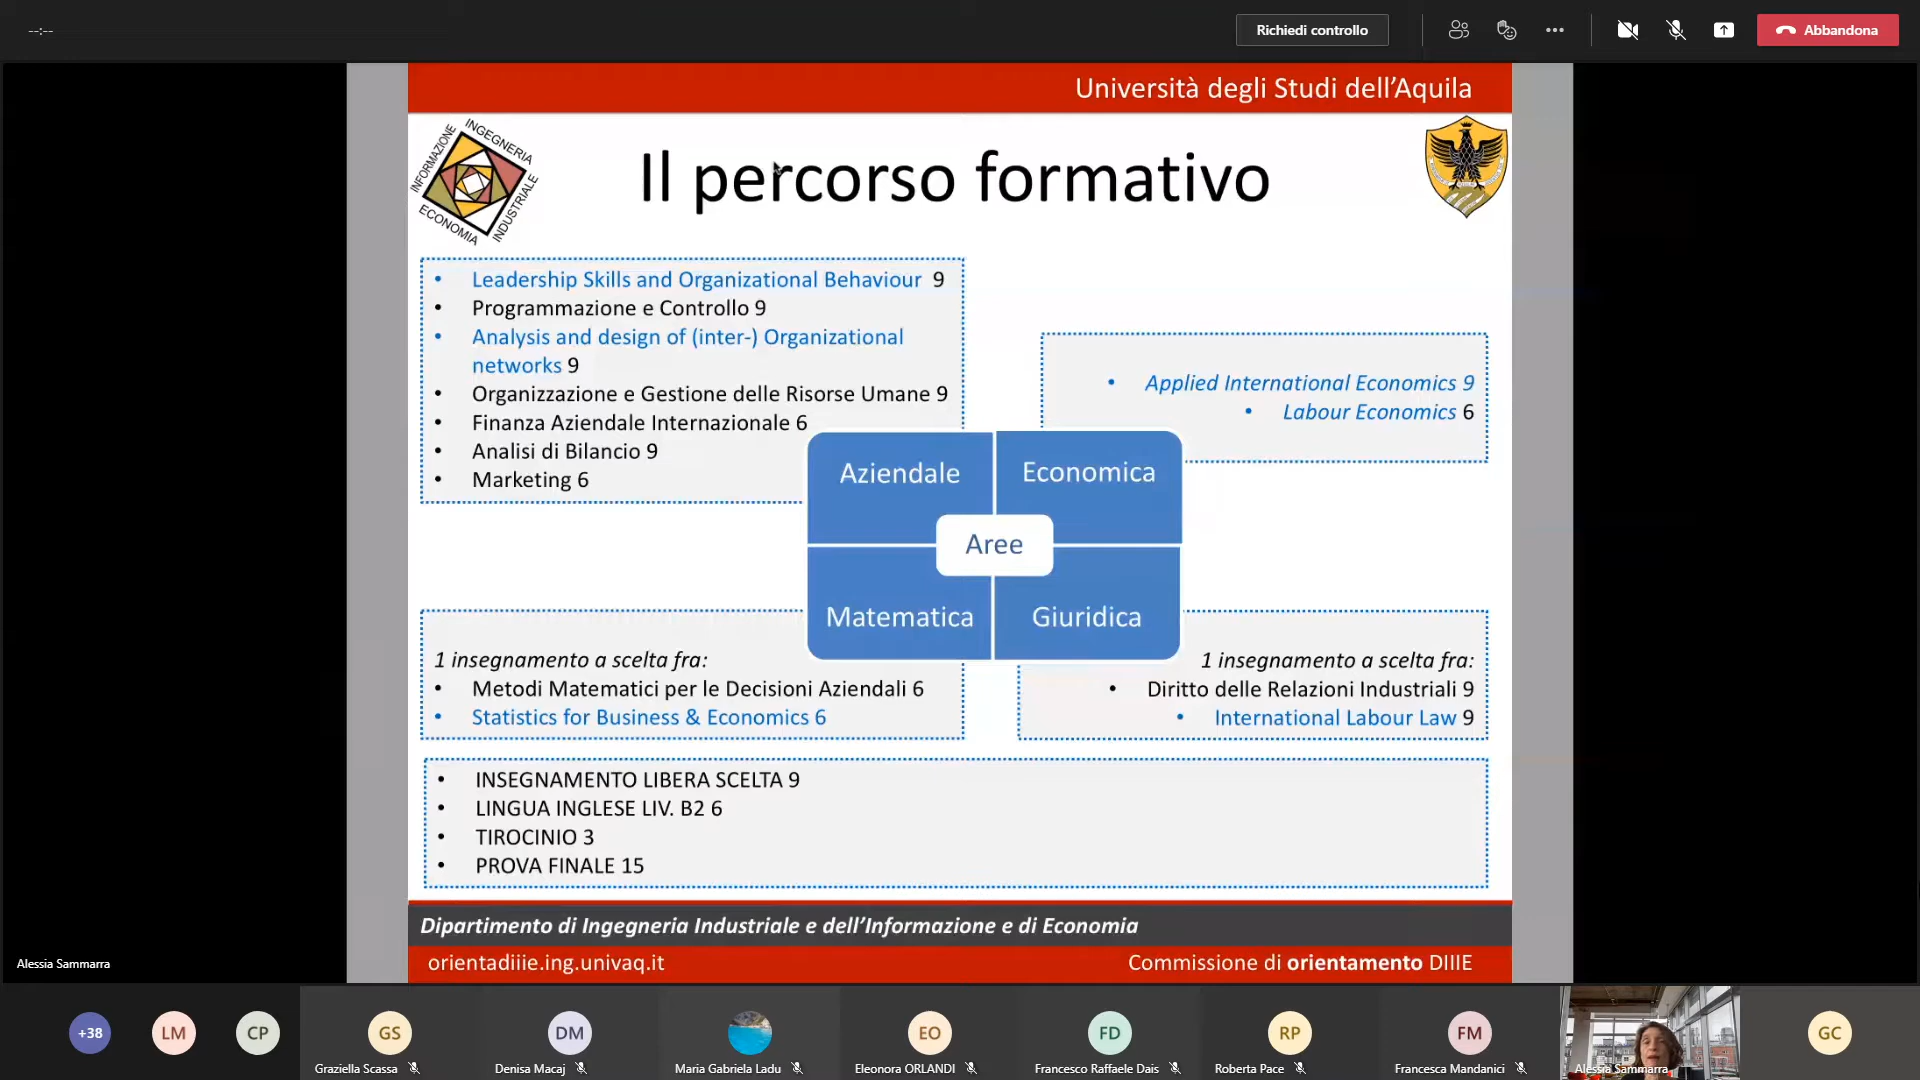 --:--
Richiedi controllo
Abbandona
Università degli Studi dell'Aquila
INFORMAZIONE
INGEGNERIA
INDUSTRIALE
ECONOMIA
Il percorso formativo
• Leadership Skills and Organizational Behaviour 9
• Programmazione e Controllo 9
• Analysis and design of (inter-) Organizational
networks 9
• Organizzazione e Gestione delle Risorse Umane 9
• Finanza Aziendale Internazionale 6
• Analisi di Bilancio 9
• Marketing 6
• Applied International Economics 9
• Labour Economics 6
Aziendale
Economica
Aree
Matematica
Giuridica
1 insegnamento a scelta fra:
• Metodi Matematici per le Decisioni Aziendali 6
• Statistics for Business & Economics 6
1 insegnamento a scelta fra:
• Diritto delle Relazioni Industriali 9
• International Labour Law 9
• INSEGNAMENTO LIBERA SCELTA 9
• LINGUA INGLESE LIV. B2 6
• TIROCINIO 3
• PROVA FINALE 15
Dipartimento di Ingegneria Industriale e dell'Informazione e di Economia
orientadiiie.ing.univaq.it
Commissione di orientamento DIIIE
Alessia Sammarra
+38
LM
CP
GS
Graziella Scassa
DM
Denisa Macaj
Maria Gabriela Ladu
EO
Eleonora ORLANDI
FD
Francesco Raffaele Dais
RP
Roberta Pace
FM
Francesca Mandanici
Alessia Sammarra
GC